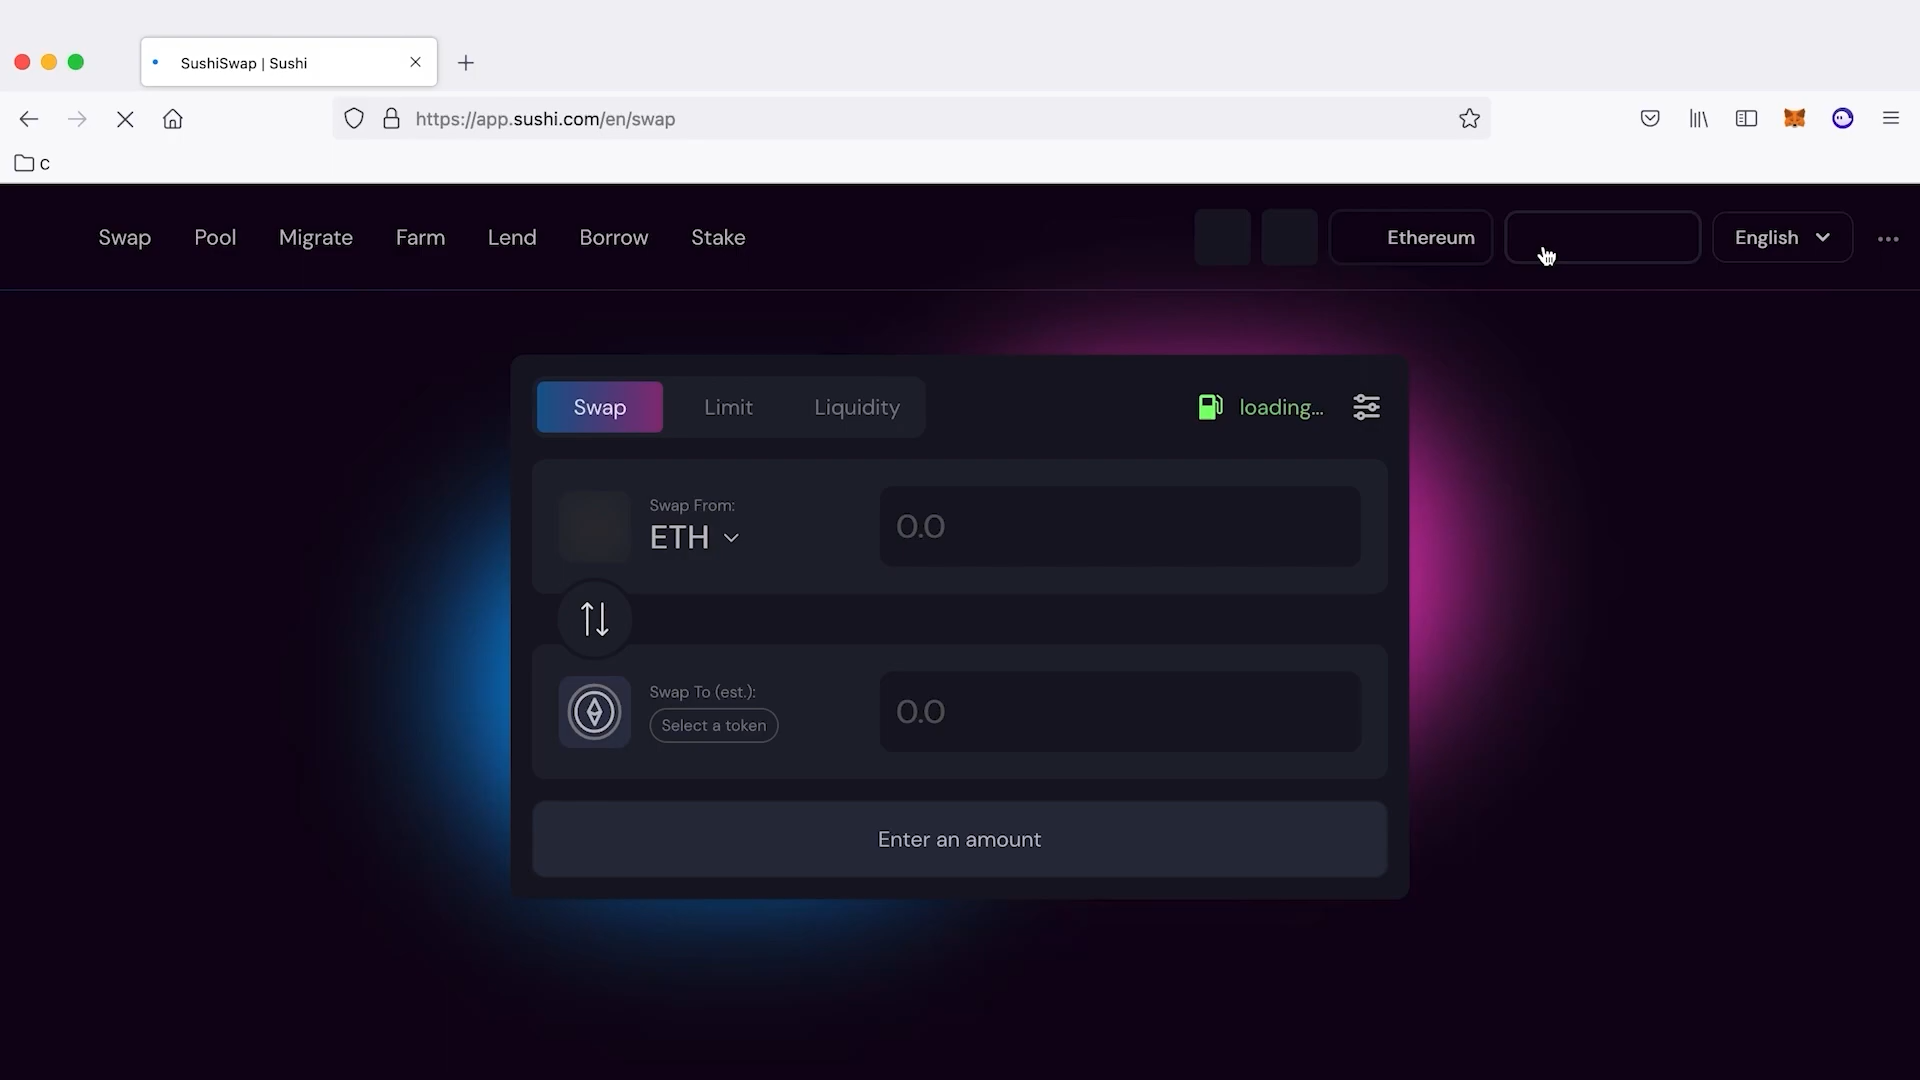 SushiSwap | Sushi
https://app.sushi.com/en/swap
C
Swap Pool Migrate Farm Lend Borrow Stake Ethereum English
Swap Limit Liquidity loading...
Swap From:
ETH 0.0
Swap To (est.):
Select a token 0.0
Enter an amount